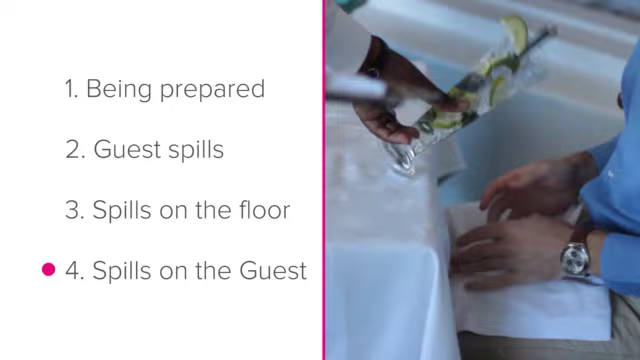 1. Being prepared
2. Guest spills
3. Spills on the floor
4. Spills on the Guest